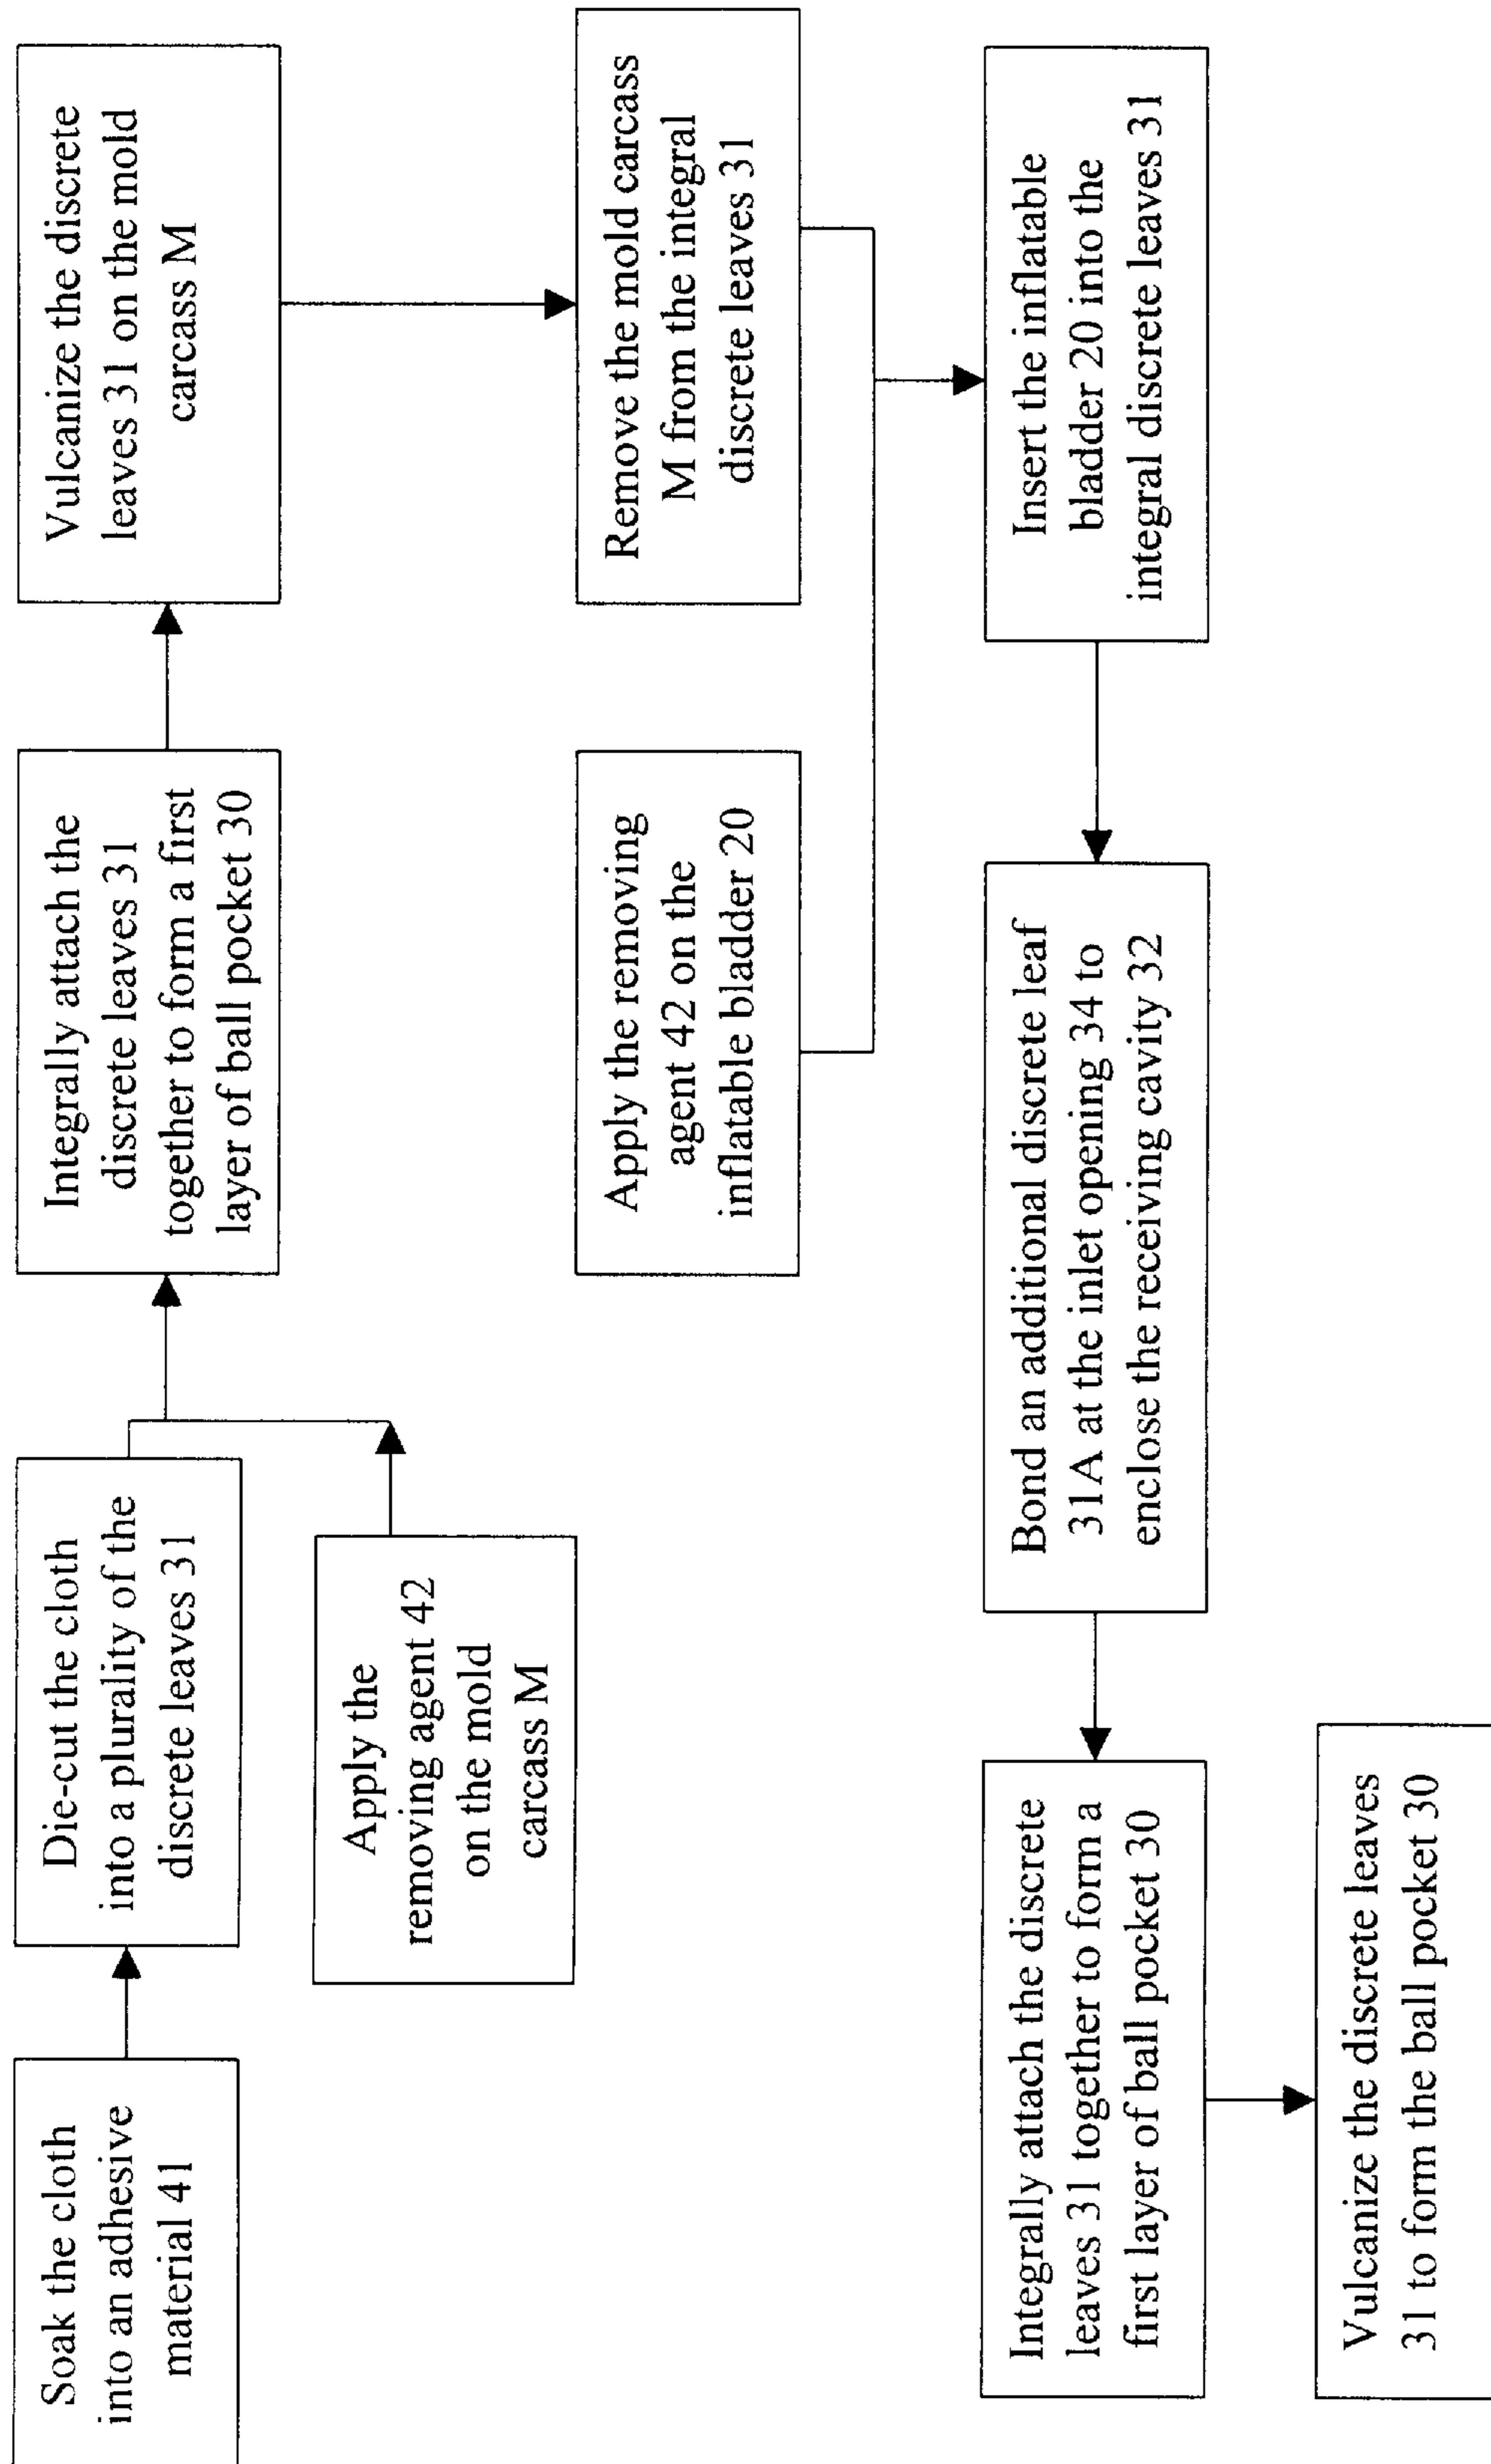 Soak the cloth
into an adhesive
material 41
Die-cut the cloth
into a plurality of the
discrete leaves 31
Apply the
removing agent 42
on the mold
carcass M
Integrally attach the
discrete leaves 31
together to form a first
layer of ball pocket 30
Vulcanize the discrete
leaves 31 on the mold
carcass M
Remove the mold carcass
M from the integral
discrete leaves 31
Apply the removing
agent 42 on the
inflatable bladder 20
Insert the inflatable
bladder 20 into the
integral discrete leaves 31
Bond an additional discrete leaf
31A at the inlet opening 34 to
enclose the receiving cavity 32
Integrally attach the discrete
leaves 31 together to form a
first layer of ball pocket 30
Vulcanize the discrete leaves
31 to form the ball pocket 30